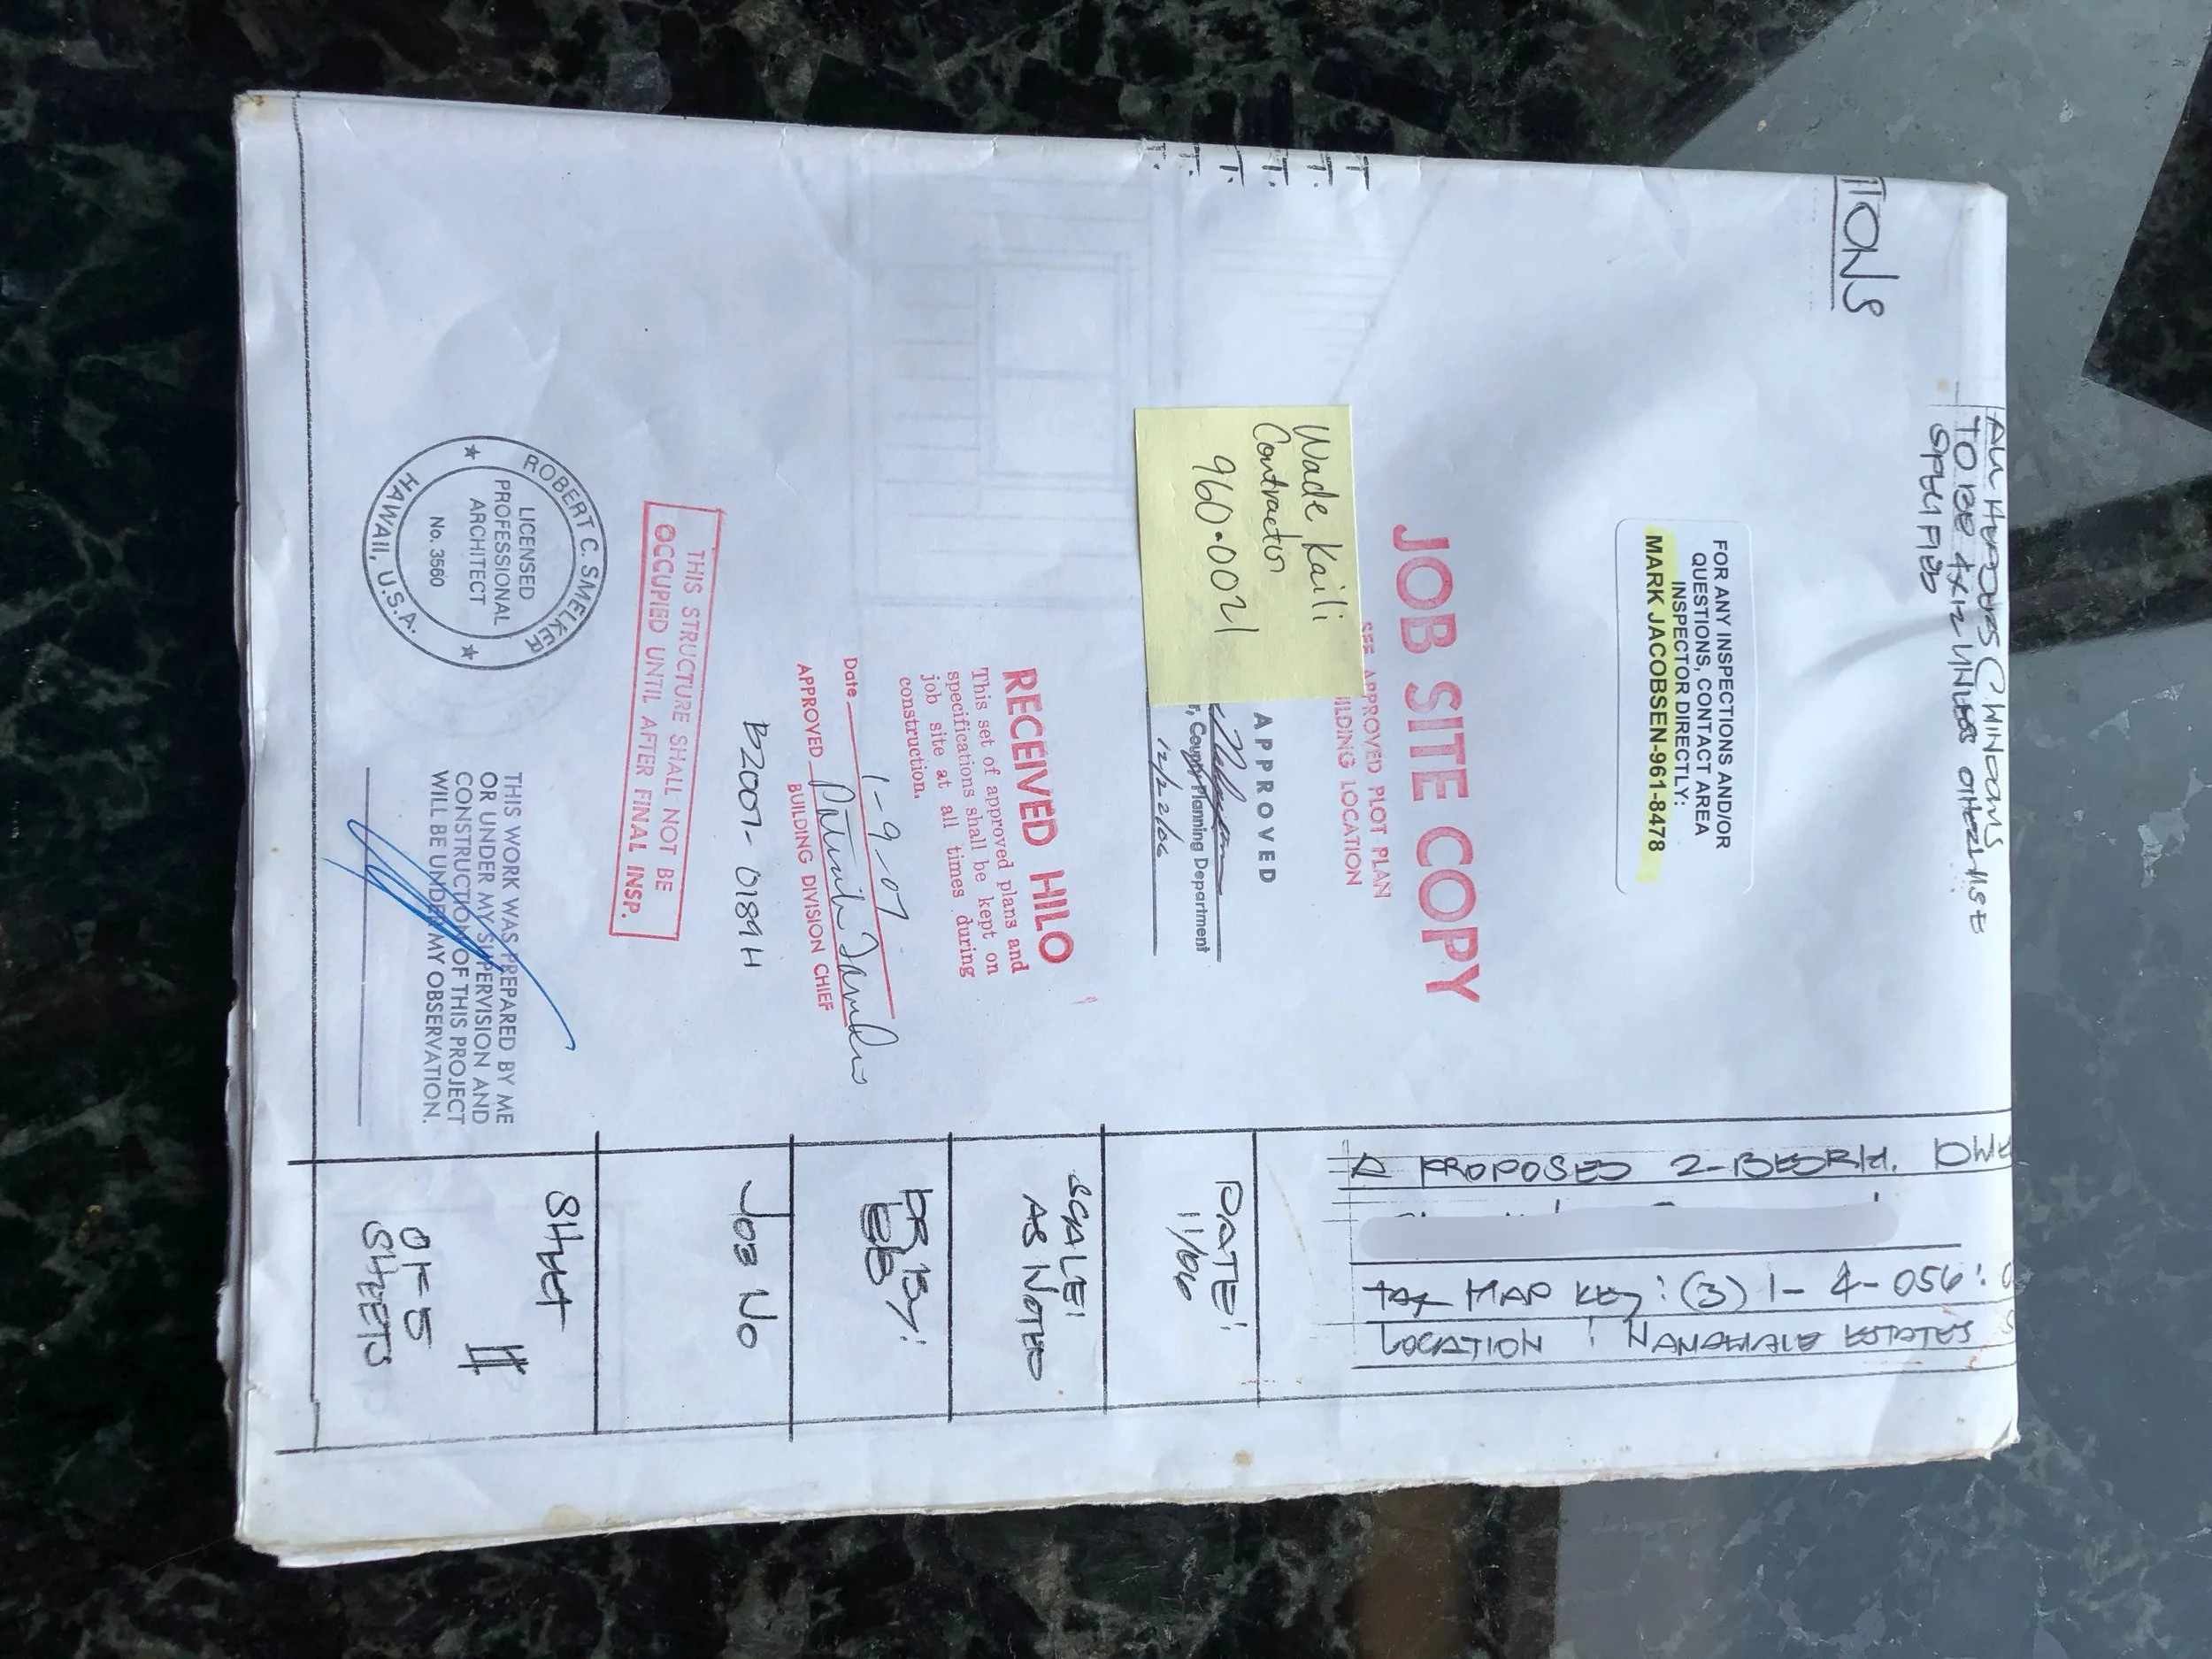 TIONS
ALL HEADERS @ WINDOWS
TO BE 4X12 UNLESS OTHERWISE
SPECIFIED
FOR ANY INSPECTIONS AND/OR
QUESTIONS, CONTACT AREA
INSPECTOR DIRECTLY:
MARK JACOBSEN-961-8478
JOB SITE COPY
SEE APPROVED PLOT PLAN
ILDING LOCATION
T
T.
T.
T.
T.
T.
Wade Kaili
Contractor
960-0021
APPROVED
r, County Planning Department
12/22/06
RECEIVED HILO
This set of approved plans and
specifications shall be kept on
job site at all times during
construction.
Date 1-9-07
APPROVED
BUILDING DIVISION CHIEF
B2007-0189H
THIS STRUCTURE SHALL NOT BE
OCCUPIED UNTIL AFTER FINAL INSP.
ROBERT C. SMELKER
LICENSED
PROFESSIONAL
ARCHITECT
No. 3560
HAWAII, U.S.A.
THIS WORK WAS PREPARED BY ME
OR UNDER MY SUPERVISION AND
CONSTRUCTION OF THIS PROJECT
WILL BE UNDER MY OBSERVATION.
A PROPOSED 2-BEDRM. DWE
TAX MAP KEY: (3) 1-4-056:0
LOCATION : NANAWALE ESTATES S
DATE:
11/06
SCALE:
AS NOTED
DR BY:
EB
JOB NO
SHEET
1
OF 5
SHEETS